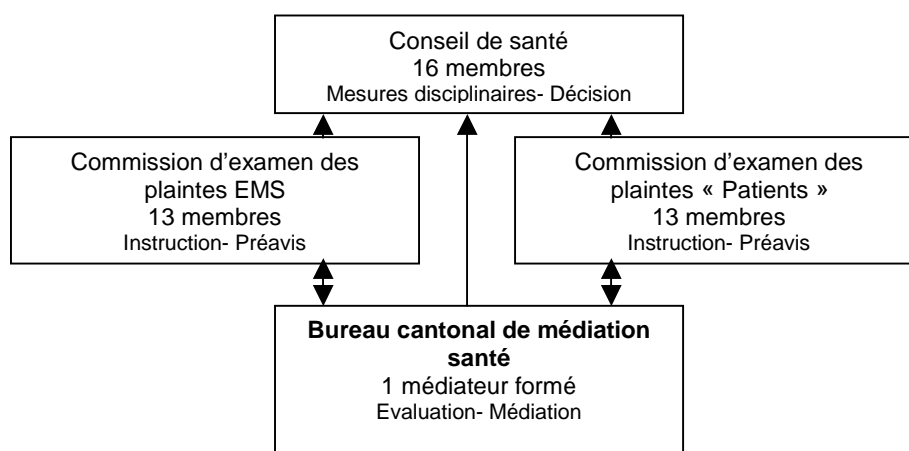 Conseil de santé
16 membres
Mesures disciplinaires- Décision
Commission d'examen des
plaintes EMS
13 membres
Instruction- Préavis
Commission d'examen des
plaintes « Patients »
13 membres
Instruction- Préavis
Bureau cantonal de médiation
santé
1 médiateur formé
Evaluation- Médiation